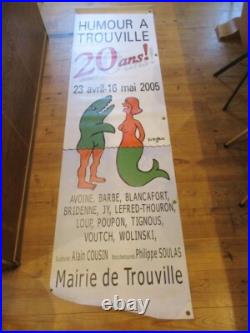 HUMOUR A
TROUVILLE
20 ans!
23 avril-16 mai 2005
AVOINE, BARBE, BLANCAFORT,
BRIDENNE, JY, LEFRED-THOURON,
LOUP, POUPON, TIGNOUS,
VOUTCH, WOLINSKI,
Alain COUSIN Philippe SOULAS
Mairie de Trouville